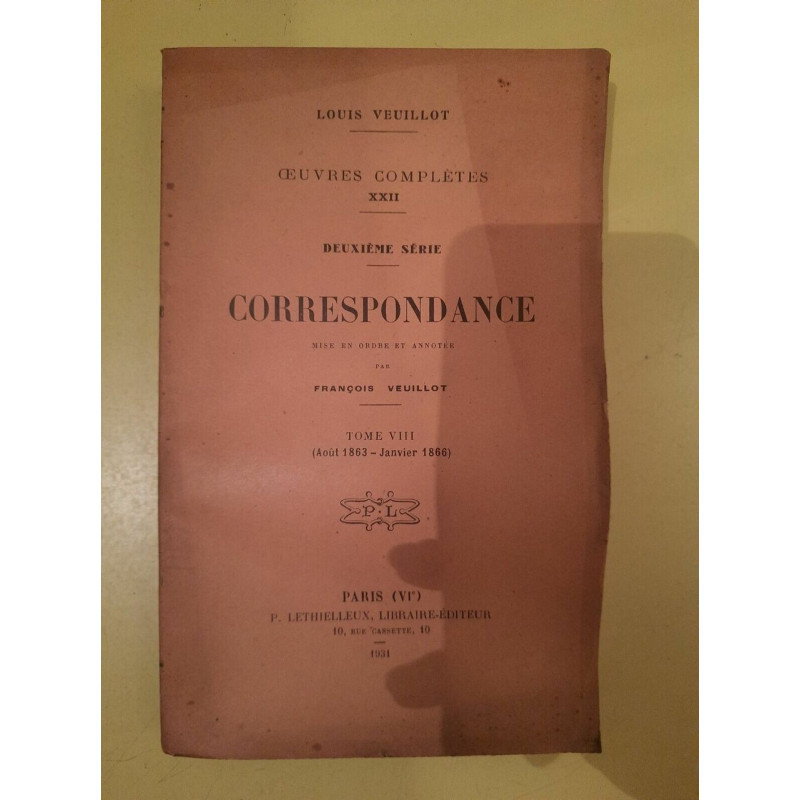 LOUIS VEUILLOT
ŒUVRES COMPLÈTES
XXII
DEUXIÈME SÉRIE
CORRESPONDANCE
MISE EN ORDRE ET ANNOTÉE
PAR
FRANÇOIS VEUILLOT
TOME VIII
(Août 1863 – Janvier 1866)
P. L
PARIS (VIe)
P. LETHIELLEUX, LIBRAIRE-ÉDITEUR
10, RUE CASSETTE, 10
1931